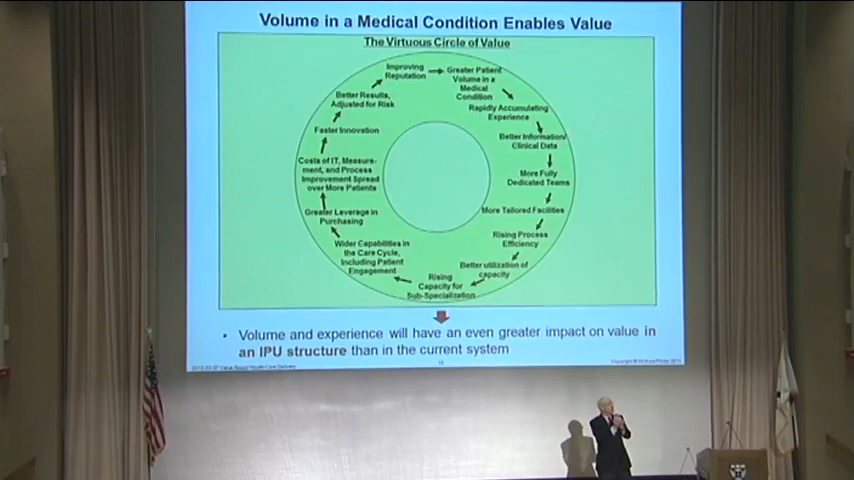 Volume in a Medical Condition Enables Value
The Virtuous Circle of Value
Improving
Reputation
Greater Patient
Volume in a
Medical
Condition
Rapidly Accumulating
Experience
Better Information/
Clinical Data
More Fully
Dedicated Teams
More Tailored Facilities
Rising Process
Efficiency
Better utilization of
capacity
Rising
Capacity for
Sub-Specialization
Wider Capabilities in
the Care Cycle,
Including Patient
Engagement
Greater Leverage in
Purchasing
Costs of IT, Measure-
ment, and Process
Improvement Spread
over More Patients
Faster Innovation
Better Results,
Adjusted for Risk
• Volume and experience will have an even greater impact on value in
an IPU structure than in the current system
Copyright © Michael Porter